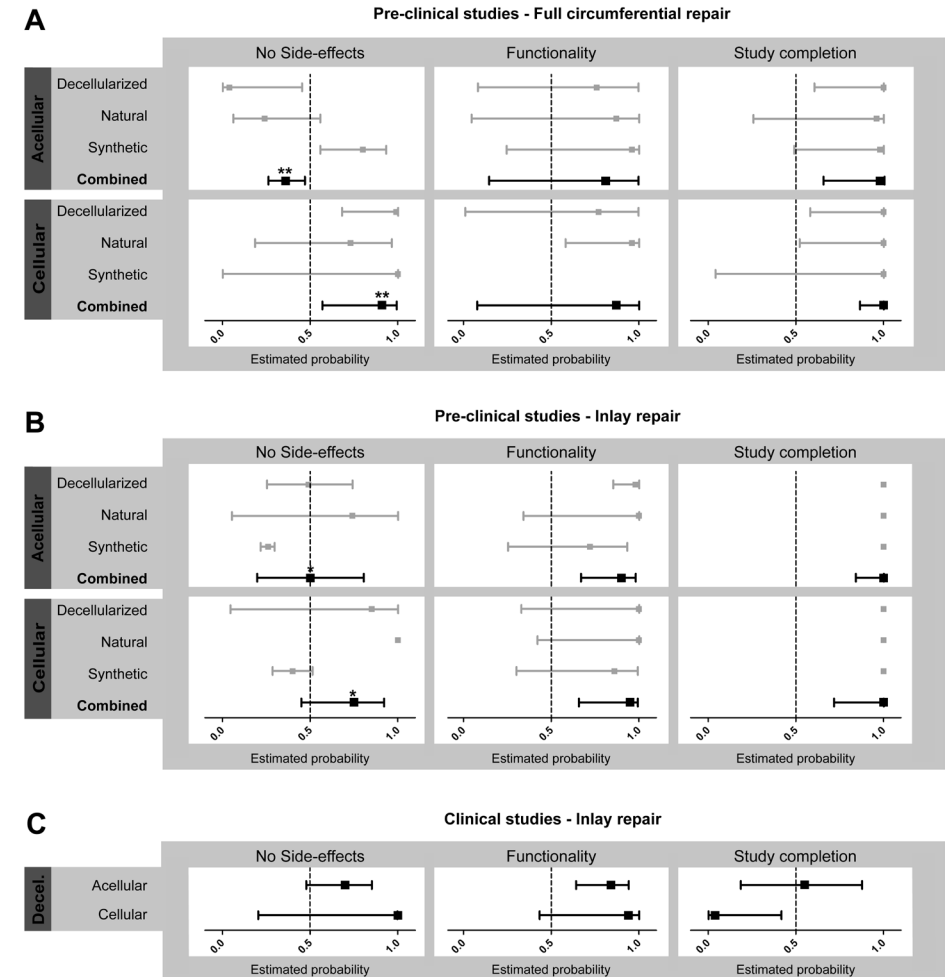 A
Pre-clinical studies - Full circumferential repair
No Side-effects Functionality Study completion
Acellular
Decellularized
Natural
Synthetic
**
Combined
Cellular
Decellularized
Natural
Synthetic
**
Combined
0.0 0.5 1.0 0.0 0.5 1.0 0.0 0.5 1.0
Estimated probability Estimated probability Estimated probability
B
Pre-clinical studies - Inlay repair
No Side-effects Functionality Study completion
Acellular
Decellularized
Natural
Synthetic
*
Combined
Cellular
Decellularized
Natural
Synthetic
*
Combined
0.0 0.5 1.0 0.0 0.5 1.0 0.0 0.5 1.0
Estimated probability Estimated probability Estimated probability
C
Clinical studies - Inlay repair
No Side-effects Functionality Study completion
Decel.
Acellular
Cellular
0.0 0.5 1.0 0.0 0.5 1.0 0.0 0.5 1.0
Estimated probability Estimated probability Estimated probability